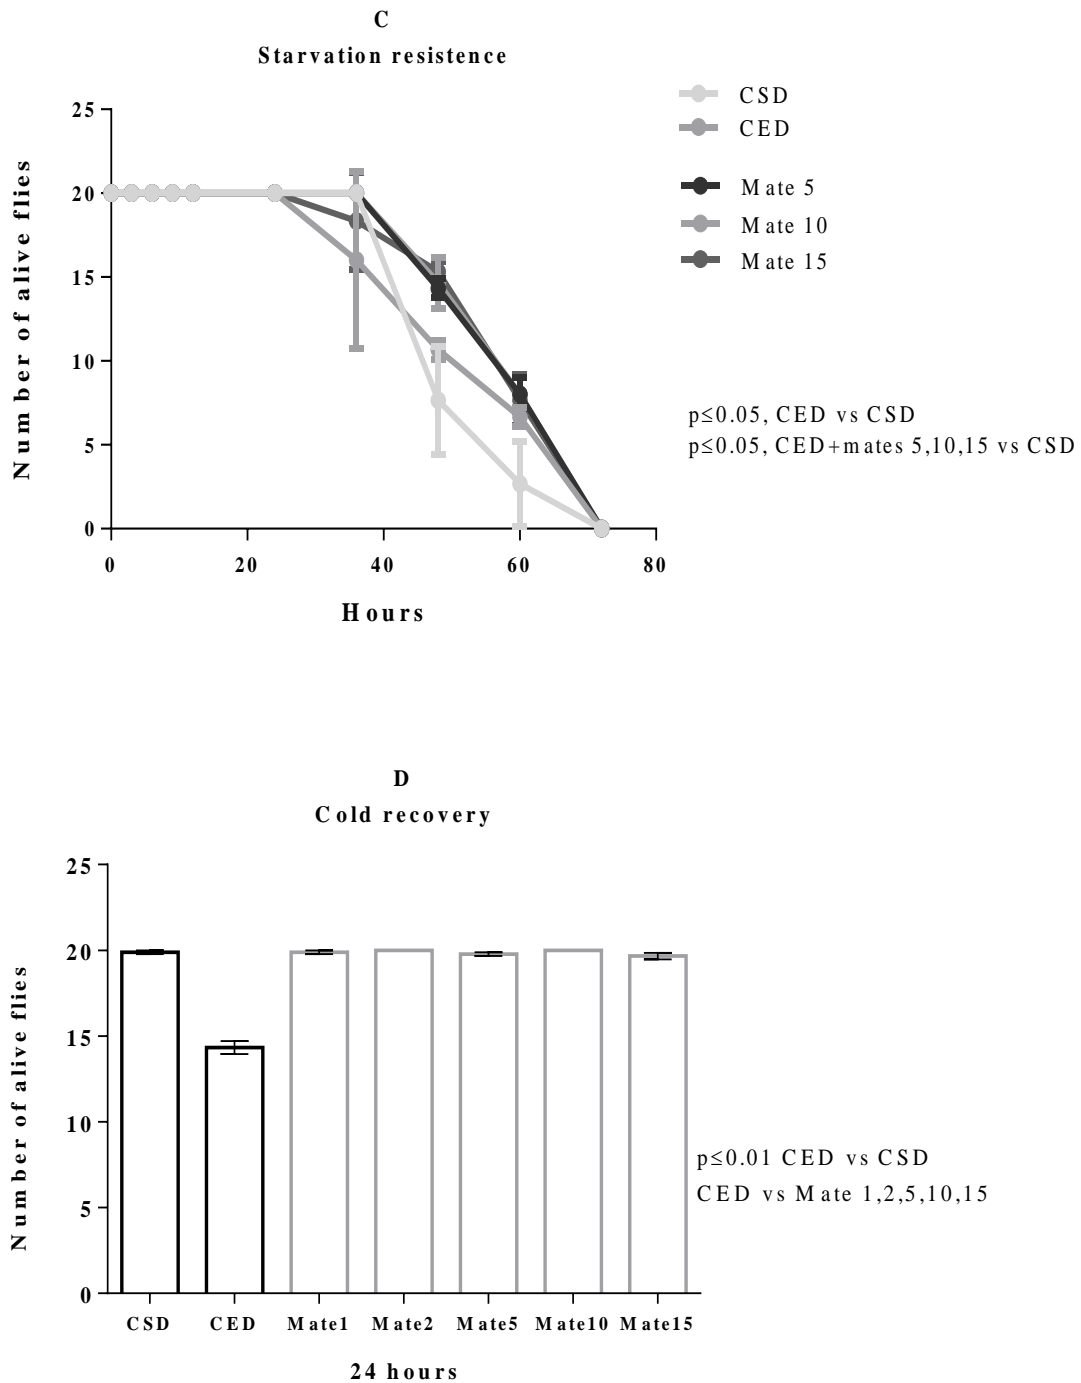 C
Starvation resistence
CSD
CED
Mate 5
Mate 10
Mate 15
Number of alive flies
25
20
15
10
5
0
0 20 40 60 80
Hours
p≤0.05, CED vs CSD
p≤0.05, CED+mates 5,10,15 vs CSD
D
Cold recovery
Number of alive flies
25
20
15
10
5
0
CSD CED Mate1 Mate2 Mate5 Mate10 Mate15
24 hours
p≤0.01 CED vs CSD
CED vs Mate 1,2,5,10,15